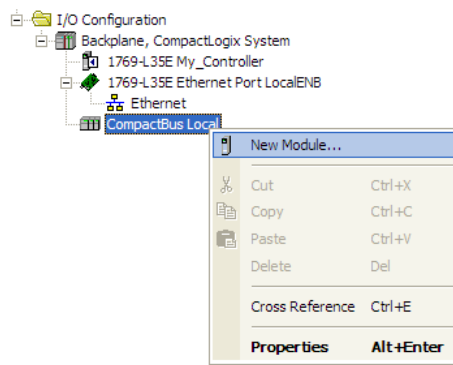 I/O Configuration
Backplane, CompactLogix System
1769-L35E My_Controller
1769-L35E Ethernet Port LocalENB
Ethernet
CompactBus Local
New Module...
Cut Ctrl+X
Copy Ctrl+C
Paste Ctrl+V
Delete Del
Cross Reference Ctrl+E
Properties Alt+Enter